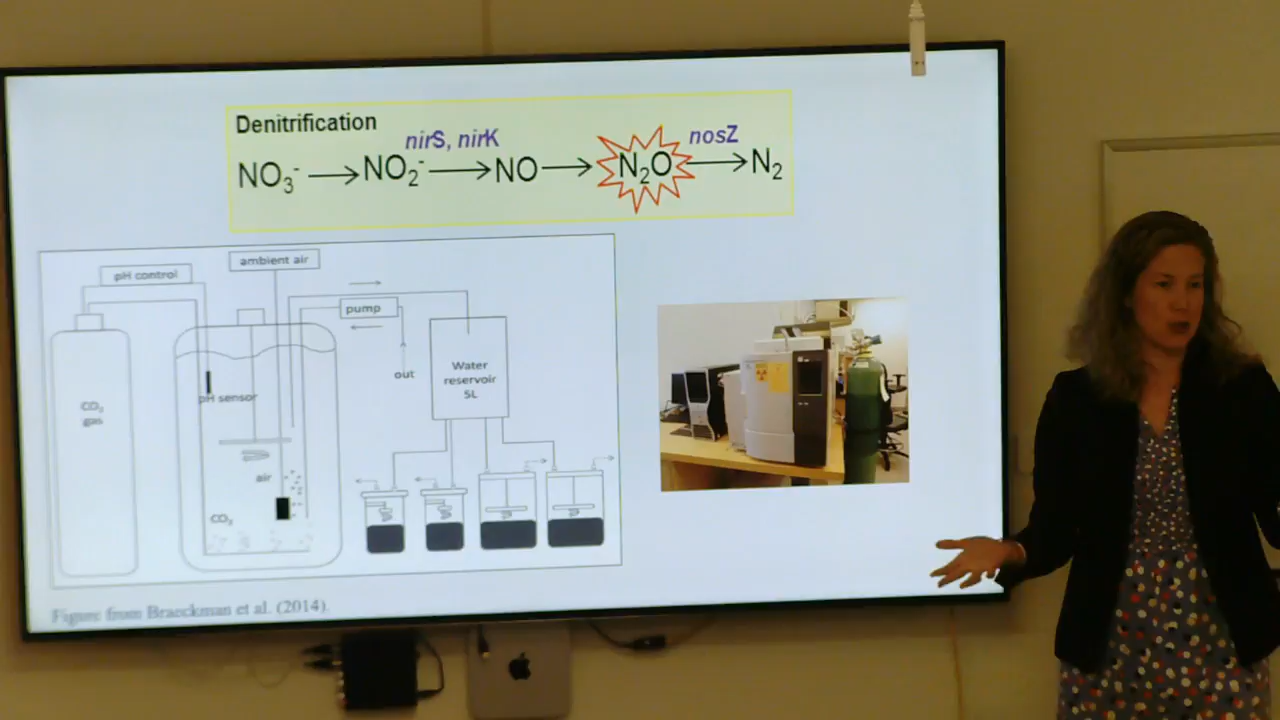 Denitrification
nirS, nirK
nosZ
NO₃⁻ → NO₂⁻ → NO → N₂O → N₂
ambient air
pH control
pump
out
Water
reservoir
5L
CO₂
gas
pH sensor
air
CO₂
Figure from Braeckman et al. (2014).